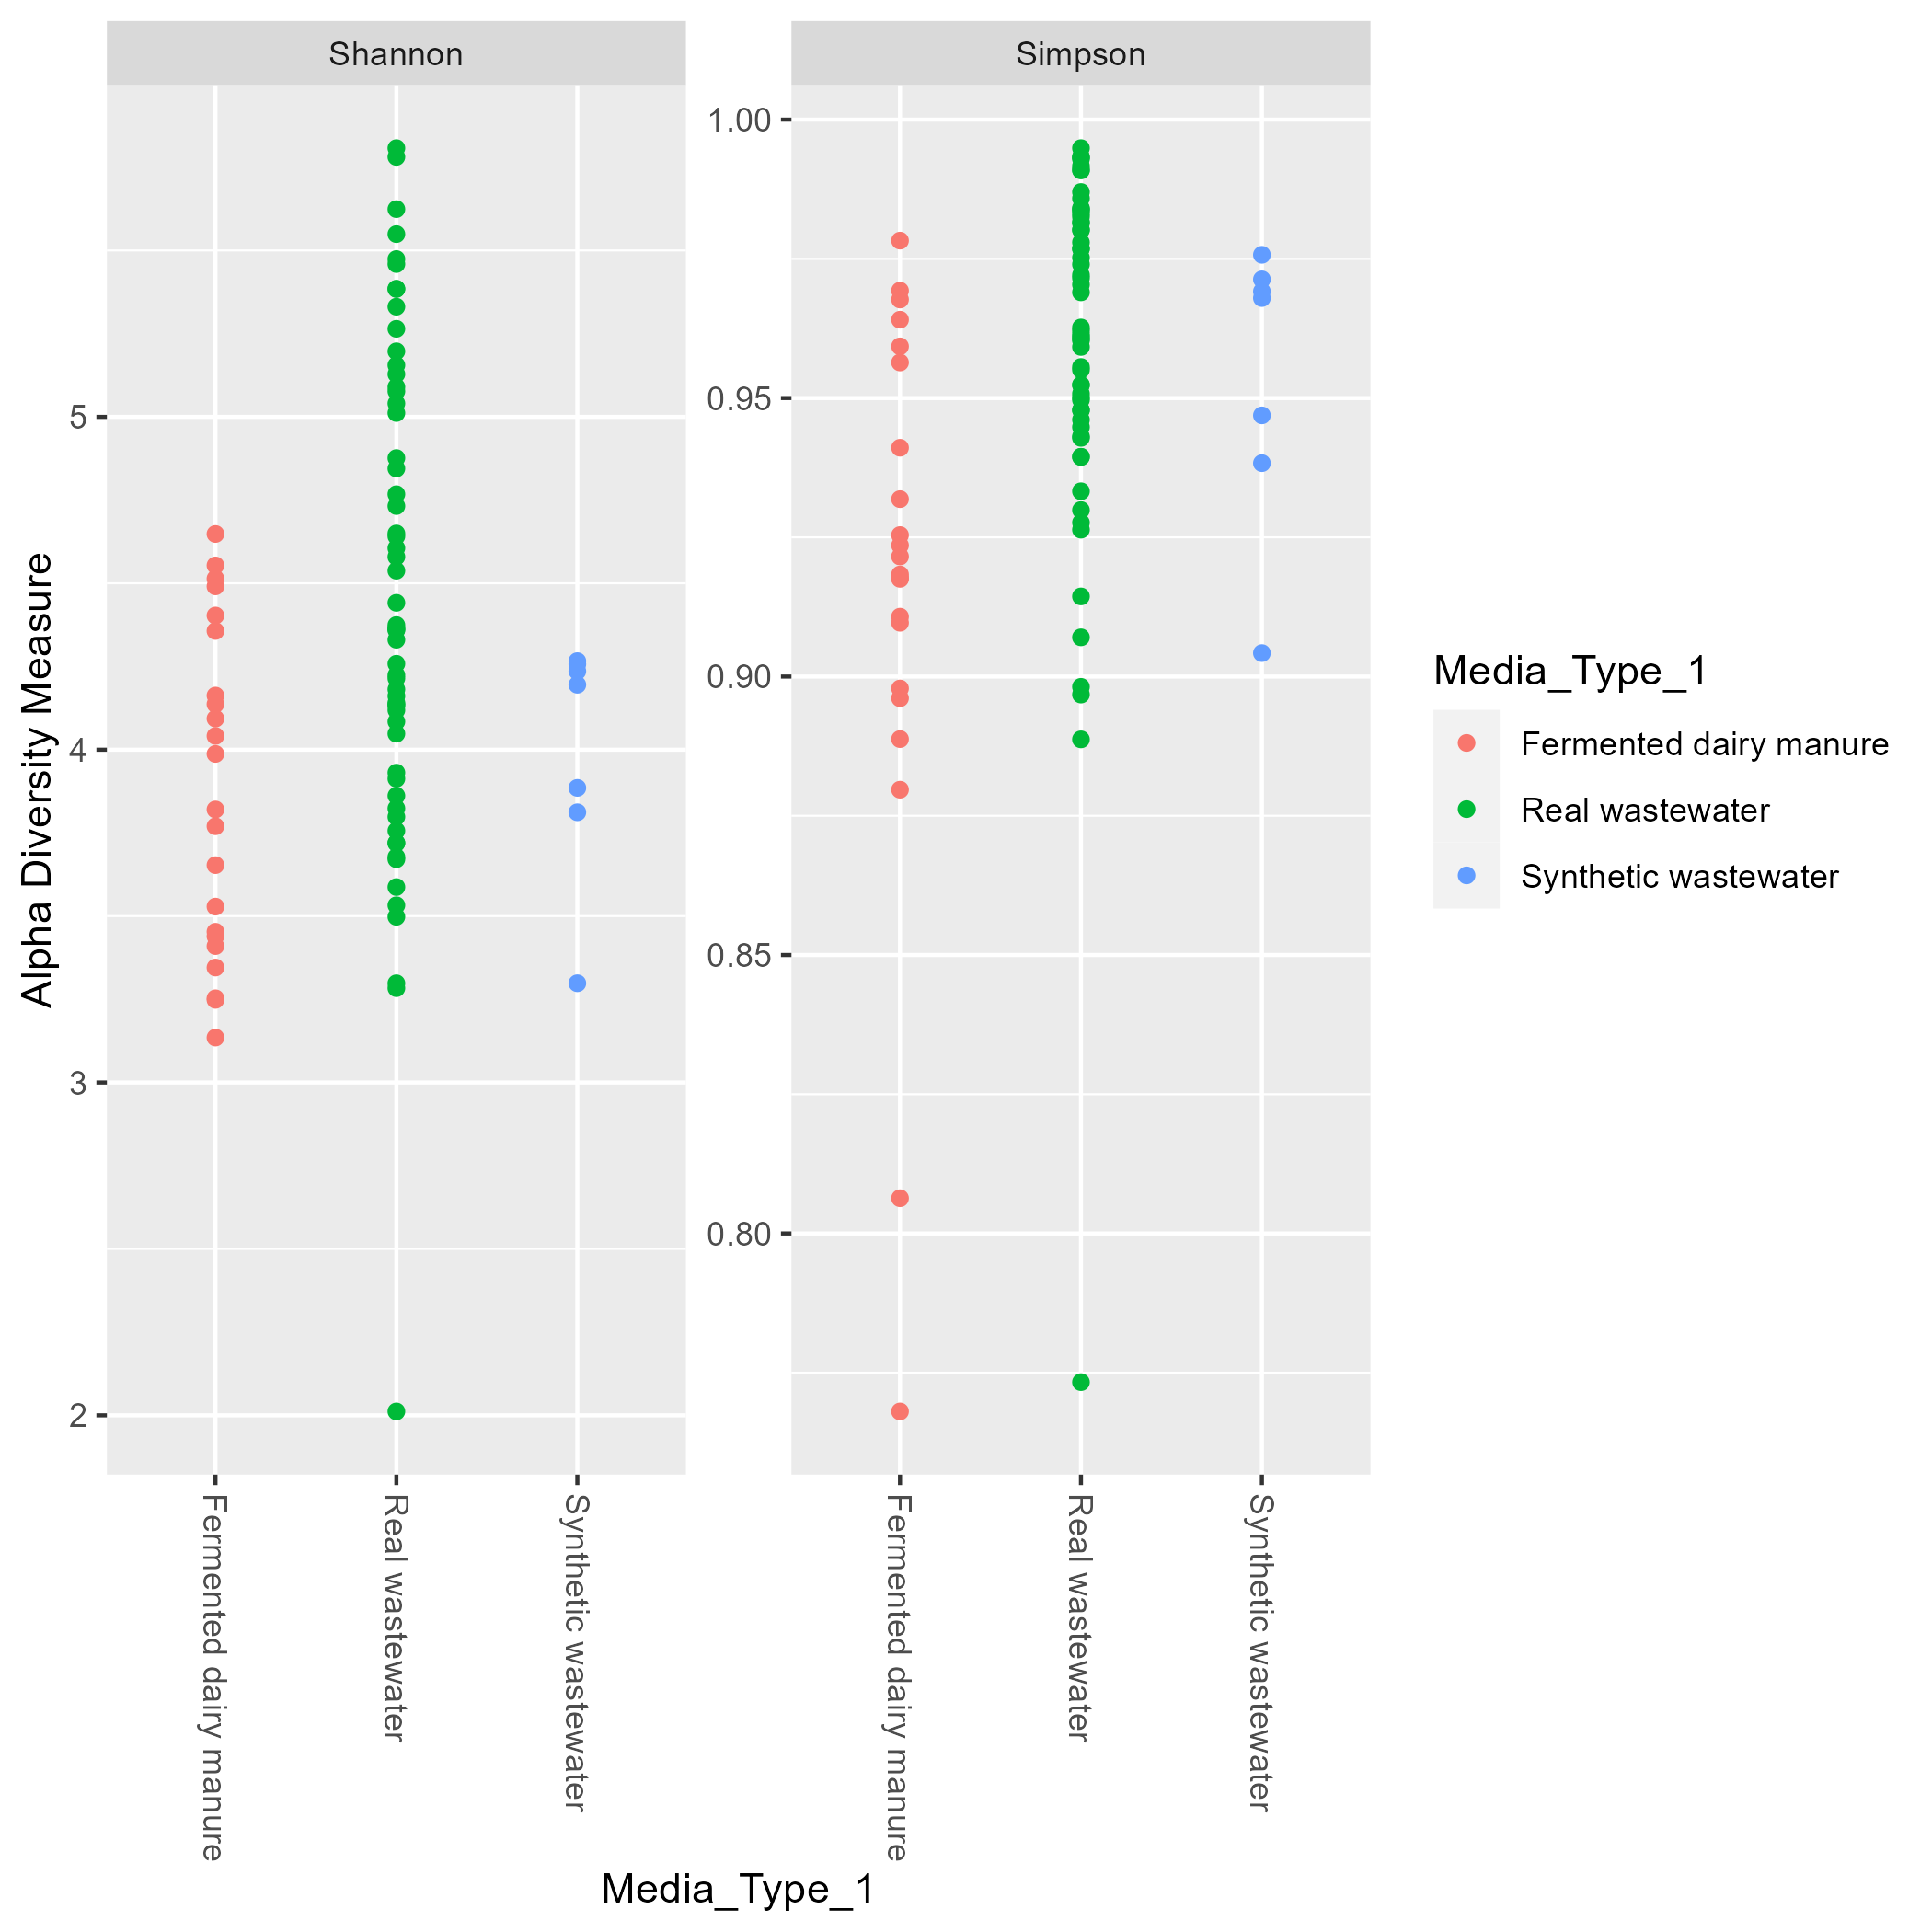 Shannon
Simpson
Alpha Diversity Measure
5
4
3
2
1.00
0.95
0.90
0.85
0.80
Fermented dairy manure
Real wastewater
Synthetic wastewater
Fermented dairy manure
Real wastewater
Synthetic wastewater
Media_Type_1
Media_Type_1
Fermented dairy manure
Real wastewater
Synthetic wastewater